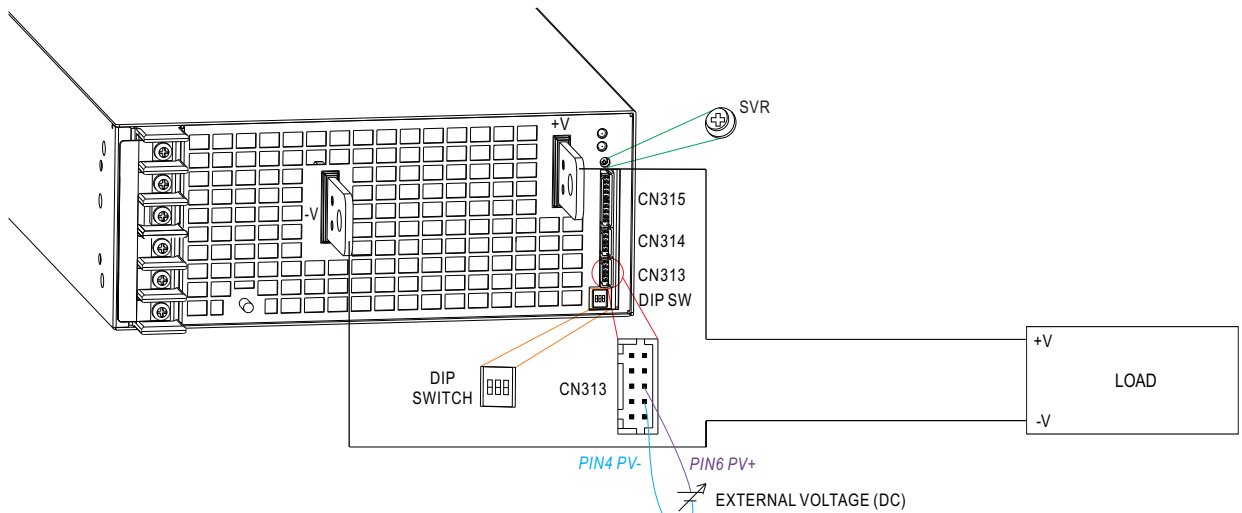 SVR
+V
CN315
-V
CN314
CN313
DIP SW
+V
LOAD
DIP
SWITCH
CN313
-V
PIN4 PV-
PIN6 PV+
EXTERNAL VOLTAGE (DC)